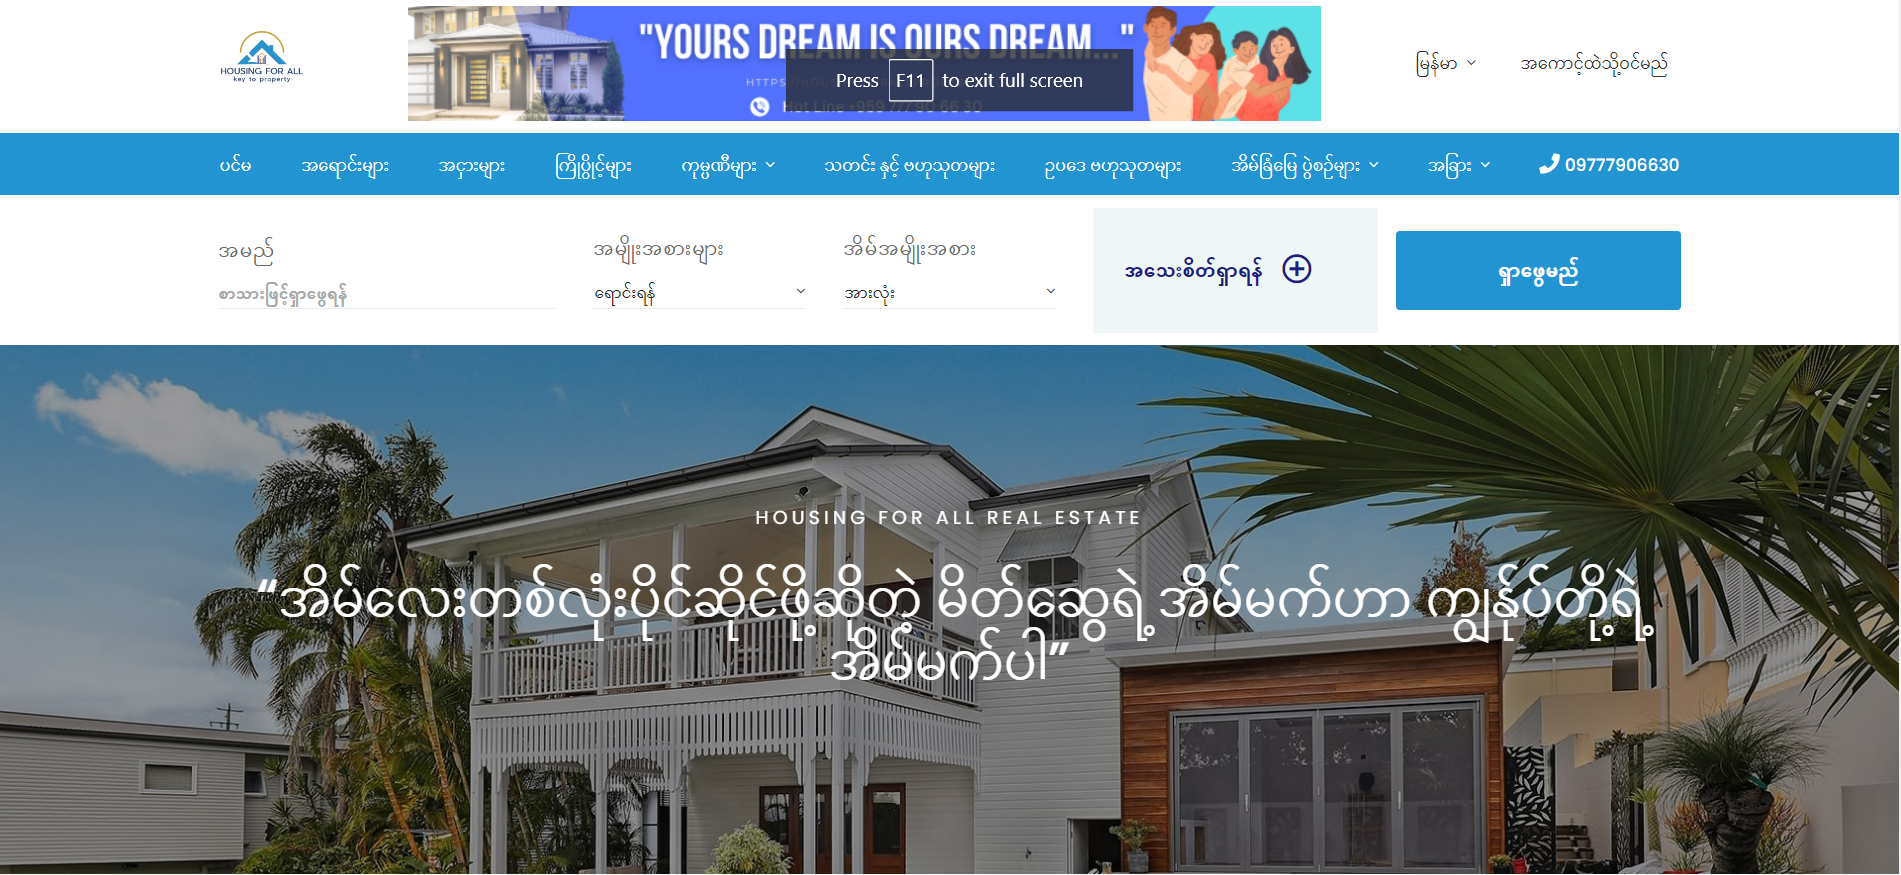 HOUSING FOR ALL
key to property
"YOURS DREAM IS OURS DREAM..."
Press F11 to exit full screen
Hot Line +959 777 90 66 30
မြန်မာ
အကောင့်ထဲသို့ဝင်မည်
ပင်မ အရောင်းများ အငှားများ ကြိုပွိုင့်များ ကုမ္ပဏီများ သတင်း နှင့် ဗဟုသုတများ ဥပဒေ ဗဟုသုတများ အိမ်ခြံမြေ ပွဲစဉ်များ အခြား 09777906630
အမည် အမျိုးအစားများ အိမ်အမျိုးအစား
စာသားဖြင့်ရှာဖွေရန် ရောင်းရန် အားလုံး
အသေးစိတ်ရှာရန် ရှာဖွေမည်
HOUSING FOR ALL REAL ESTATE
“အိမ်လေးတစ်လုံးပိုင်ဆိုင်ဖို့ဆိုတဲ့ မိတ်ဆွေရဲ့ အိမ်မက်ဟာ ကျွန်ုပ်တို့ရဲ့
အိမ်မက်ပါ”